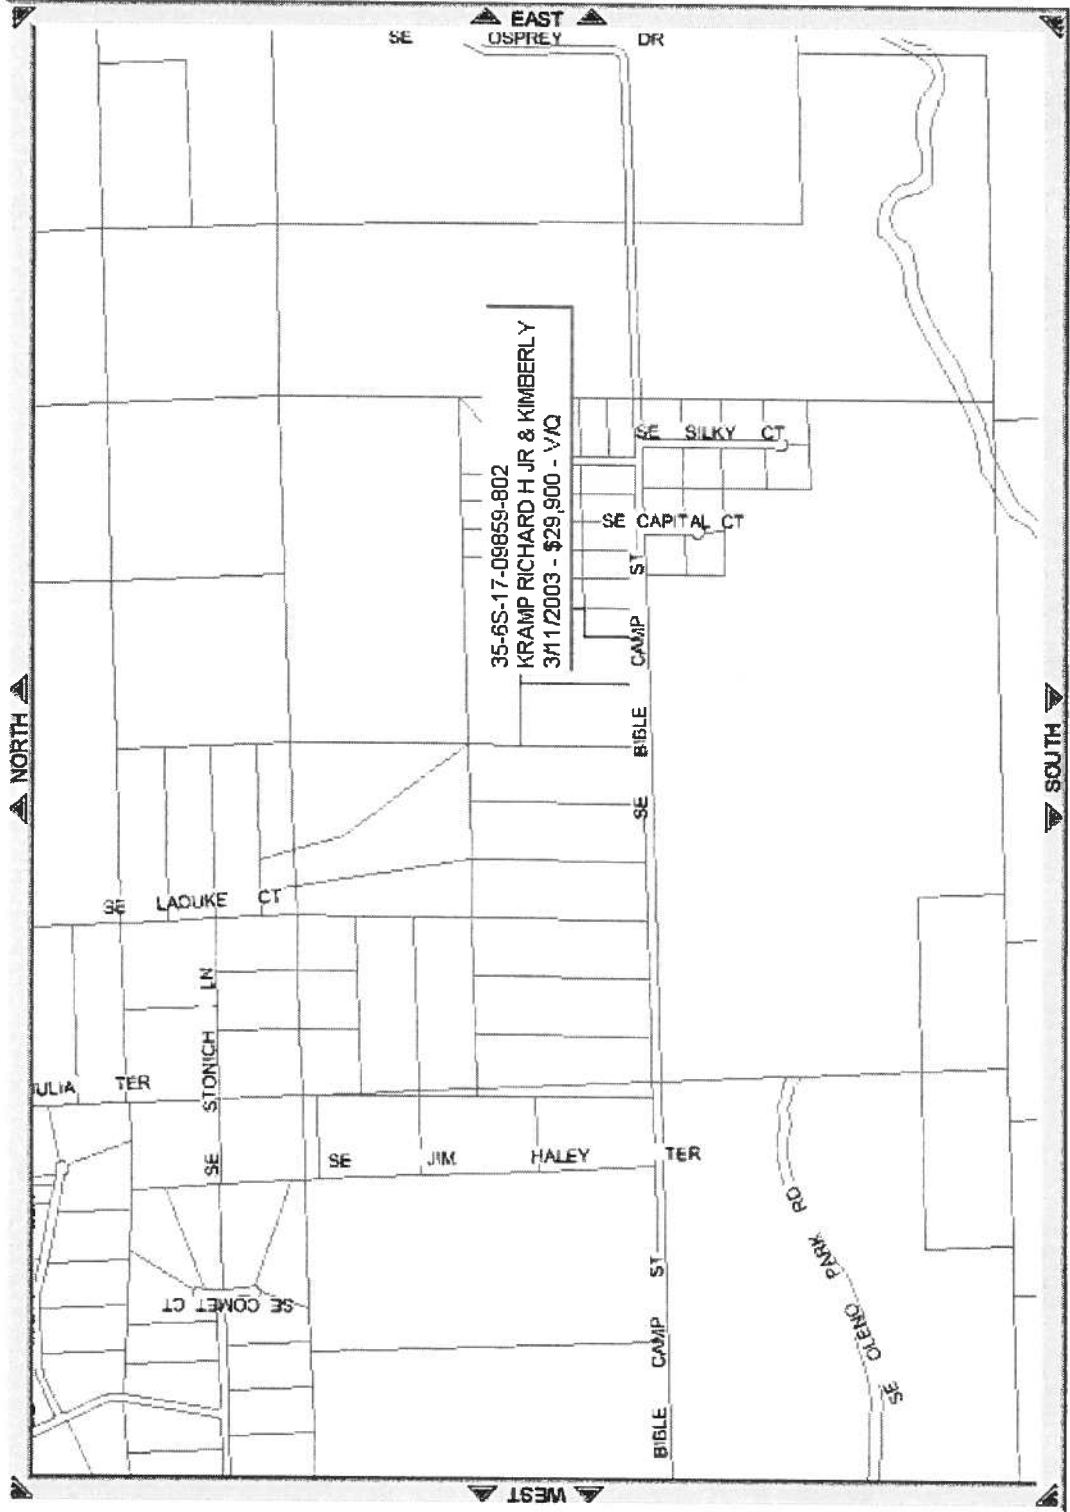 EAST
SE OSPREY DR
NORTH
35-6S-17-09859-802
KRAMP RICHARD H JR & KIMBERLY
3/11/2003 - $29,900 - V/Q
SE SILKY CT
SE CAPITAL CT
SE BIBLE CAMP ST
SE LADUKE CT
SE STONICH LN
ULIA TER
SE JIM HALEY TER
SE COMET CT
BIBLE CAMP ST
SE OLENO PARK RD
SOUTH
WEST